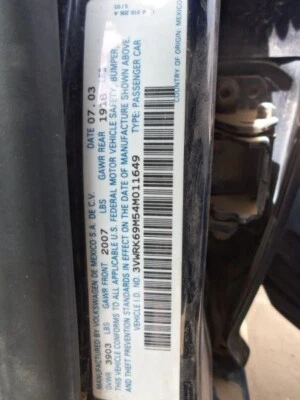 MANUFACTURED BY VOLKSWAGEN DE MEXICO S.A. DE C.V. DATE 07.03
GVWR 3903 LBS GAWR FRONT 2007 LBS GAWR REAR 1916
THIS VEHICLE CONFORMS TO ALL APPLICABLE U.S. FEDERAL MOTOR VEHICLE SAFETY, BUMPER,
AND THEFT PREVENTION STANDARDS IN EFFECT ON THE DATE OF MANUFACTURE SHOWN ABOVE.
VEHICLE I.D. NO. 3VWRK69M54M011649 TYPE: PASSENGER CAR
COUNTRY OF ORIGIN: MEXICO